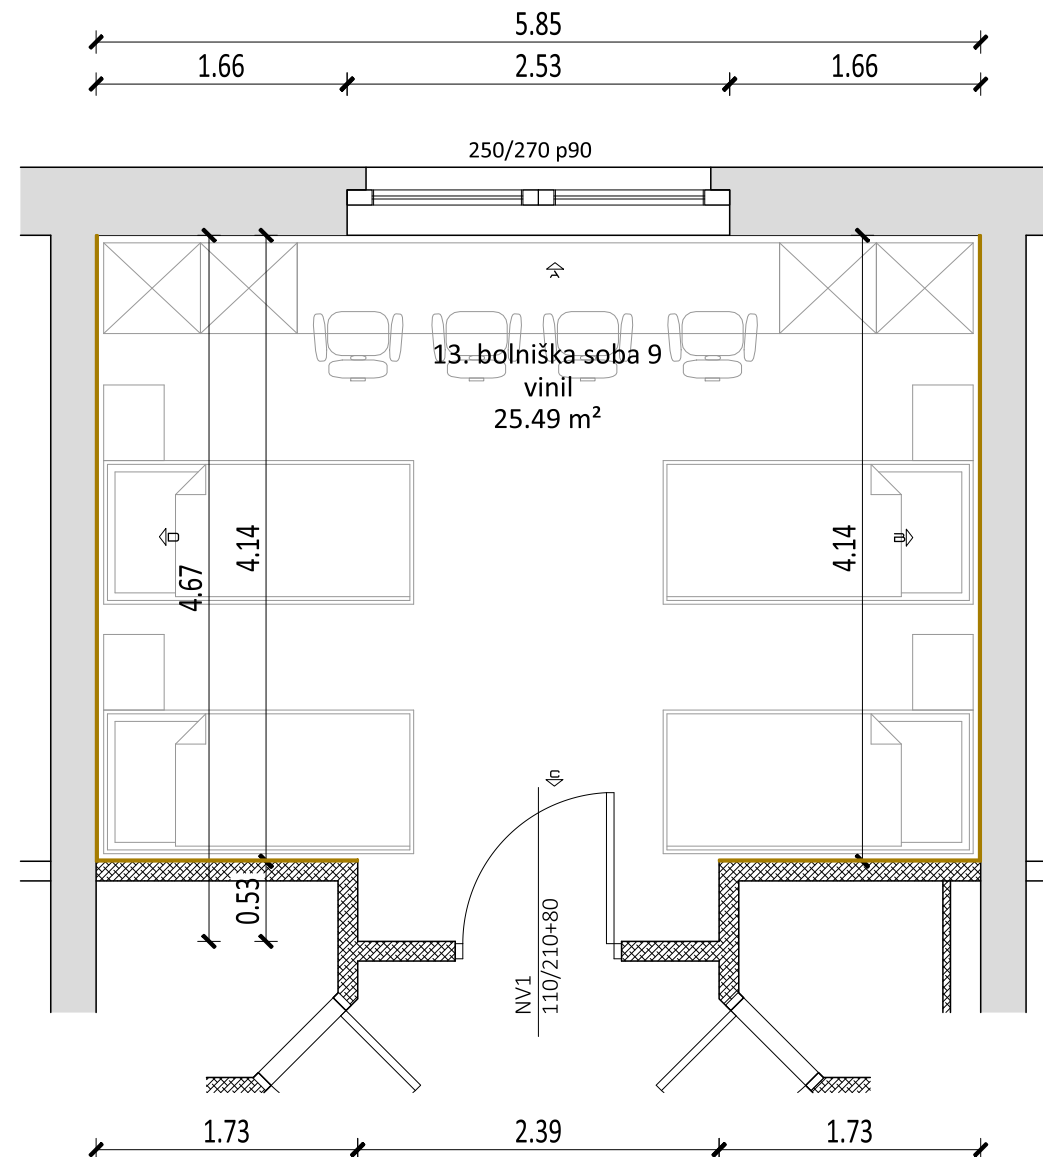 5.85
1.66
2.53
1.66
250/270 p90
A
13. bolniška soba 9
vinil
25.49 m²
4.14
4.67
4.14
D
B
C
0.53
NV1
110/210+80
1.73
2.39
1.73